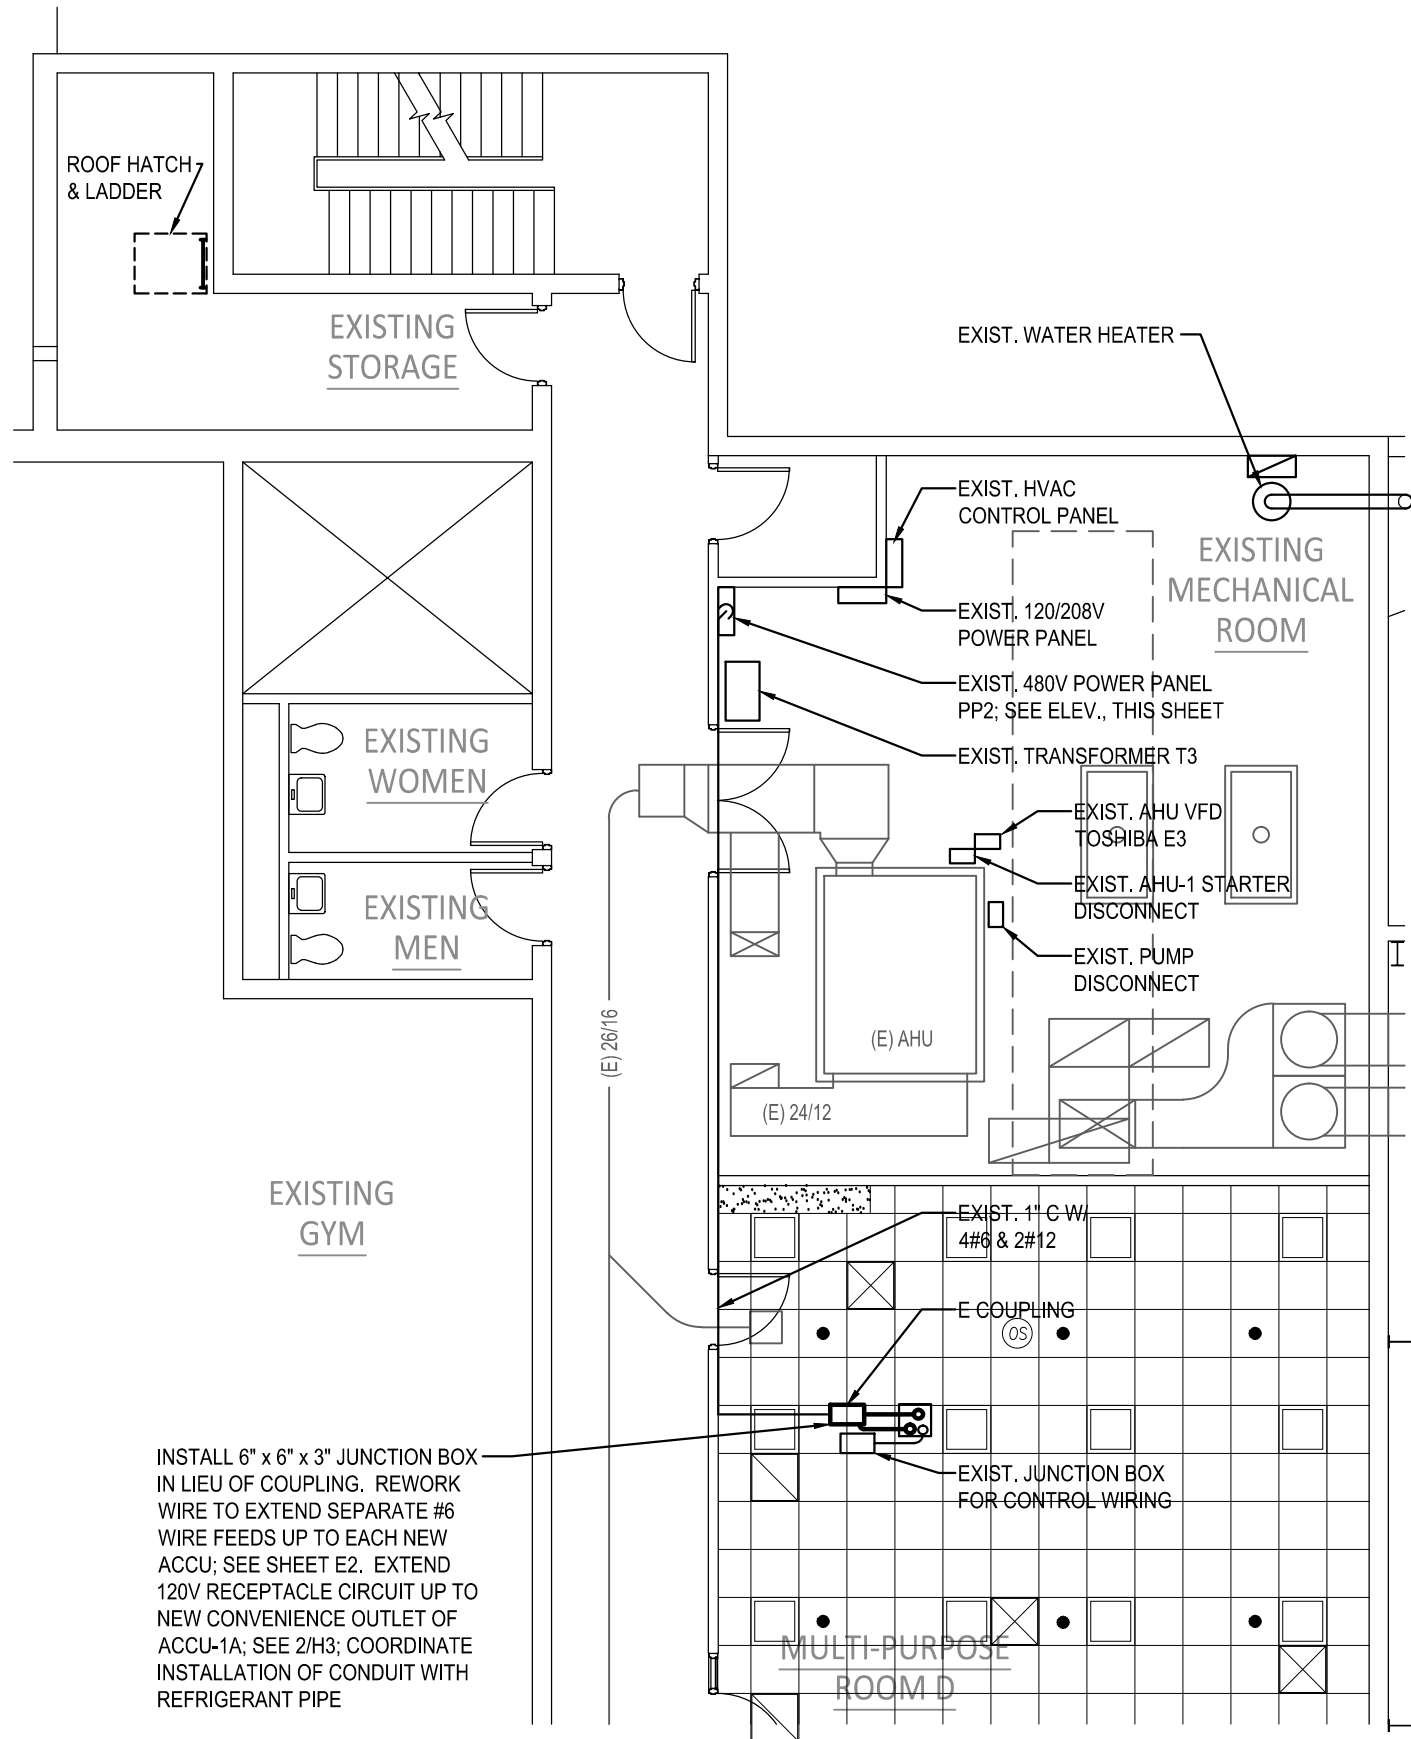 ROOF HATCH
& LADDER
EXISTING
STORAGE
EXIST. WATER HEATER
EXIST. HVAC
CONTROL PANEL
EXISTING
MECHANICAL
ROOM
EXIST. 120/208V
POWER PANEL
EXIST. 480V POWER PANEL
PP2; SEE ELEV., THIS SHEET
EXIST. TRANSFORMER T3
EXISTING
WOMEN
EXIST. AHU VFD
TOSHIBA E3
EXIST. AHU-1 STARTER
DISCONNECT
EXISTING
MEN
EXIST. PUMP
DISCONNECT
(E) 26/16
(E) AHU
(E) 24/12
EXISTING
GYM
EXIST. 1" C W/
4#6 & 2#12
E COUPLING
OS
INSTALL 6" x 6" x 3" JUNCTION BOX
IN LIEU OF COUPLING. REWORK
WIRE TO EXTEND SEPARATE #6
WIRE FEEDS UP TO EACH NEW
ACCU; SEE SHEET E2. EXTEND
120V RECEPTACLE CIRCUIT UP TO
NEW CONVENIENCE OUTLET OF
ACCU-1A; SEE 2/H3; COORDINATE
INSTALLATION OF CONDUIT WITH
REFRIGERANT PIPE
EXIST. JUNCTION BOX
FOR CONTROL WIRING
MULTI-PURPOSE
ROOM D